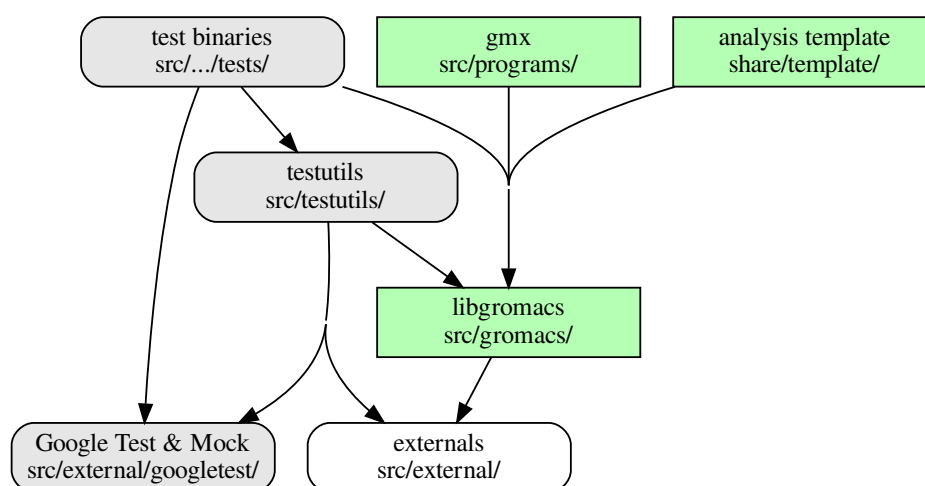 test binaries
src/.../tests/
gmx
src/programs/
analysis template
share/template/
testutils
src/testutils/
libgromacs
src/gromacs/
Google Test & Mock
src/external/googletest/
externals
src/external/